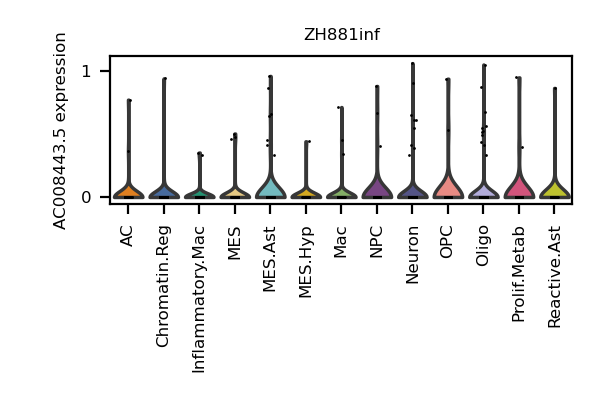 ZH881inf
AC008443.5 expression
1
0
AC
Chromatin.Reg
Inflammatory.Mac
MES
MES.Ast
MES.Hyp
Mac
NPC
Neuron
OPC
Oligo
Prolif.Metab
Reactive.Ast